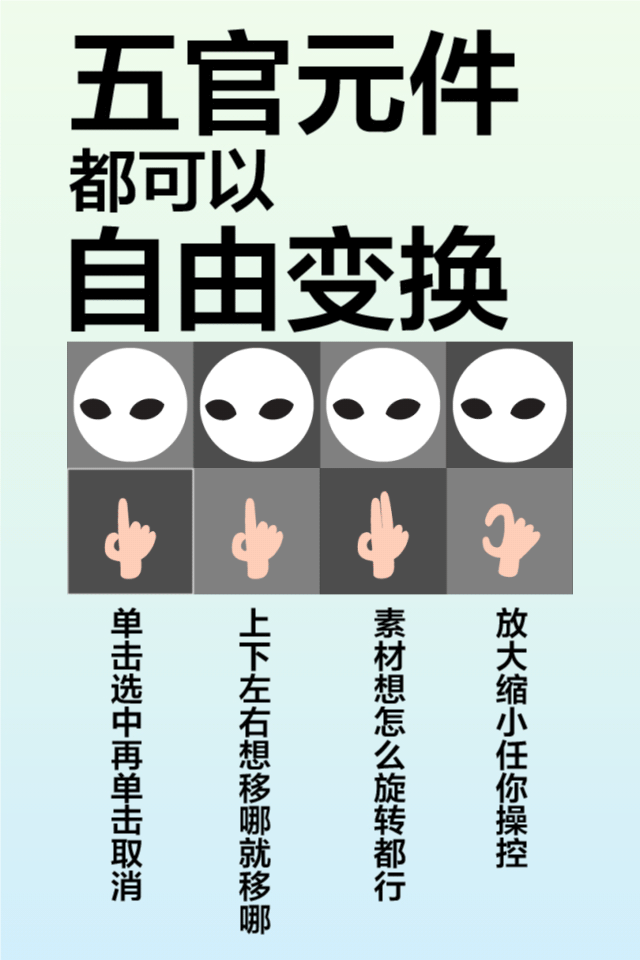 五官元件
都可以
自由变换
单击选中再单击取消
上下左右想移哪就移哪
素材想怎么旋转都行
放大缩小任你操控